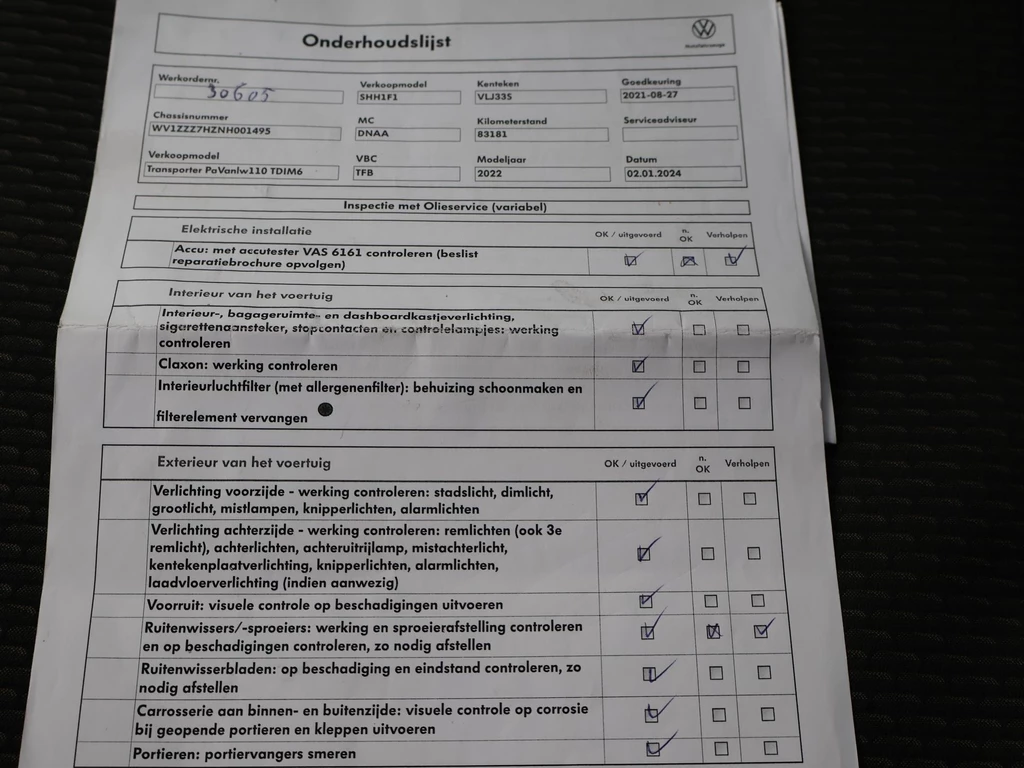 Onderhoudslijst
Werkordernr. Verkoopmodel Kenteken Goedkeuring
30605 SHH1F1 VLJ33S 2021-08-27
Chassisnummer MC Kilometerstand Serviceadviseur
WV1ZZZ7HZNH001495 DNAA 83181
Verkoopmodel VBC Modeljaar Datum
Transporter PaVanlw110 TDIM6 TFB 2022 02.01.2024
Inspectie met Olieservice (variabel)
Elektrische installatie OK / uitgevoerd n. OK Verholpen
Accu: met accutester VAS 6161 controleren (beslist
reparatiebrochure opvolgen)
Interieur van het voertuig OK / uitgevoerd n. OK Verholpen
Interieur-, bagageruimte- en dashboardkastjeverlichting,
sigarettenaansteker, stopcontacten en controlelampjes: werking
controleren
Claxon: werking controleren
Interieurluchtfilter (met allergenenfilter): behuizing schoonmaken en
filterelement vervangen
Exterieur van het voertuig OK / uitgevoerd n. OK Verholpen
Verlichting voorzijde - werking controleren: stadslicht, dimlicht,
grootlicht, mistlampen, knipperlichten, alarmlichten
Verlichting achterzijde - werking controleren: remlichten (ook 3e
remlicht), achterlichten, achteruitrijlamp, mistachterlicht,
kentekenplaatverlichting, knipperlichten, alarmlichten,
laadvloerverlichting (indien aanwezig)
Voorruit: visuele controle op beschadigingen uitvoeren
Ruitenwissers/-sproeiers: werking en sproeierafstelling controleren
en op beschadigingen controleren, zo nodig afstellen
Ruitenwisserbladen: op beschadiging en eindstand controleren, zo
nodig afstellen
Carrosserie aan binnen- en buitenzijde: visuele controle op corrosie
bij geopende portieren en kleppen uitvoeren
Portieren: portiervangers smeren